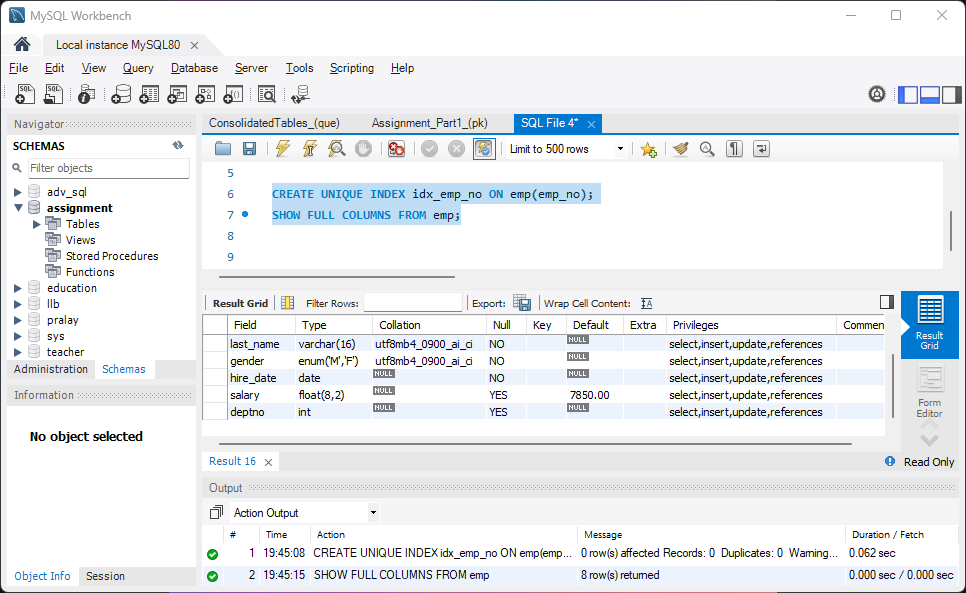 MySQL Workbench
Local instance MySQL80
File Edit View Query Database Server Tools Scripting Help
Navigator
SCHEMAS
Filter objects
adv_sql
assignment
Tables
Views
Stored Procedures
Functions
education
llb
pralay
sys
teacher
Administration Schemas
Information
No object selected
Object Info Session
ConsolidatedTables_(que) Assignment_Part1_(pk) SQL File 4*
Limit to 500 rows
5
6 CREATE UNIQUE INDEX idx_emp_no ON emp(emp_no);
7 SHOW FULL COLUMNS FROM emp;
8
9
Result Grid Filter Rows: Export: Wrap Cell Content: IA
Field Type Collation Null Key Default Extra Privileges Commen
last_name varchar(16) utf8mb4_0900_ai_ci NO NULL select,insert,update,references
gender enum('M','F') utf8mb4_0900_ai_ci NO NULL select,insert,update,references
hire_date date NULL NO NULL select,insert,update,references
salary float(8,2) NULL YES 7850.00 select,insert,update,references
deptno int NULL YES NULL select,insert,update,references
Result Grid
Form Editor
Result 16 Read Only
Output
Action Output
# Time Action Message Duration / Fetch
1 19:45:08 CREATE UNIQUE INDEX idx_emp_no ON emp(emp... 0 row(s) affected Records: 0 Duplicates: 0 Warning... 0.062 sec
2 19:45:15 SHOW FULL COLUMNS FROM emp 8 row(s) returned 0.000 sec / 0.000 sec